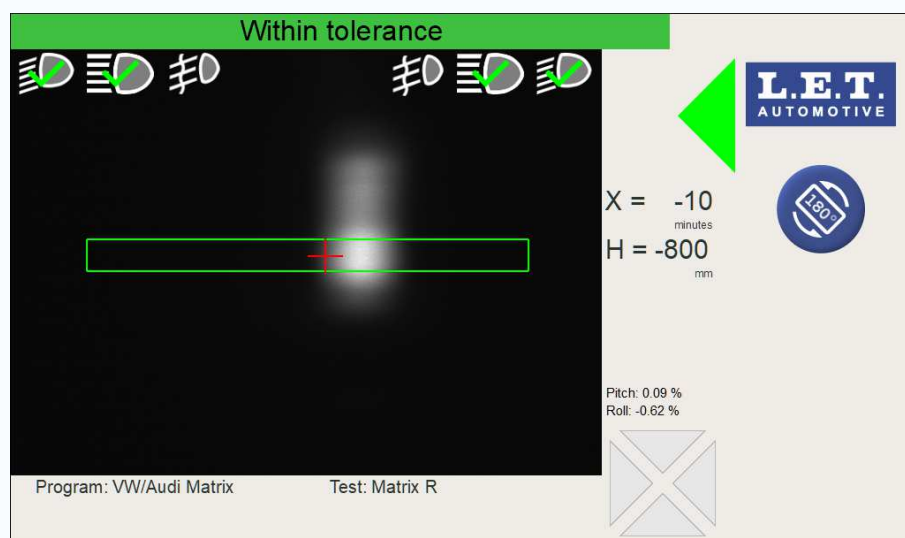 Within tolerance
L.E.T.
AUTOMOTIVE
180°
X = -10
minutes
H = -800
mm
Pitch: 0.09 %
Roll: -0.62 %
Program: VW/Audi Matrix
Test: Matrix R